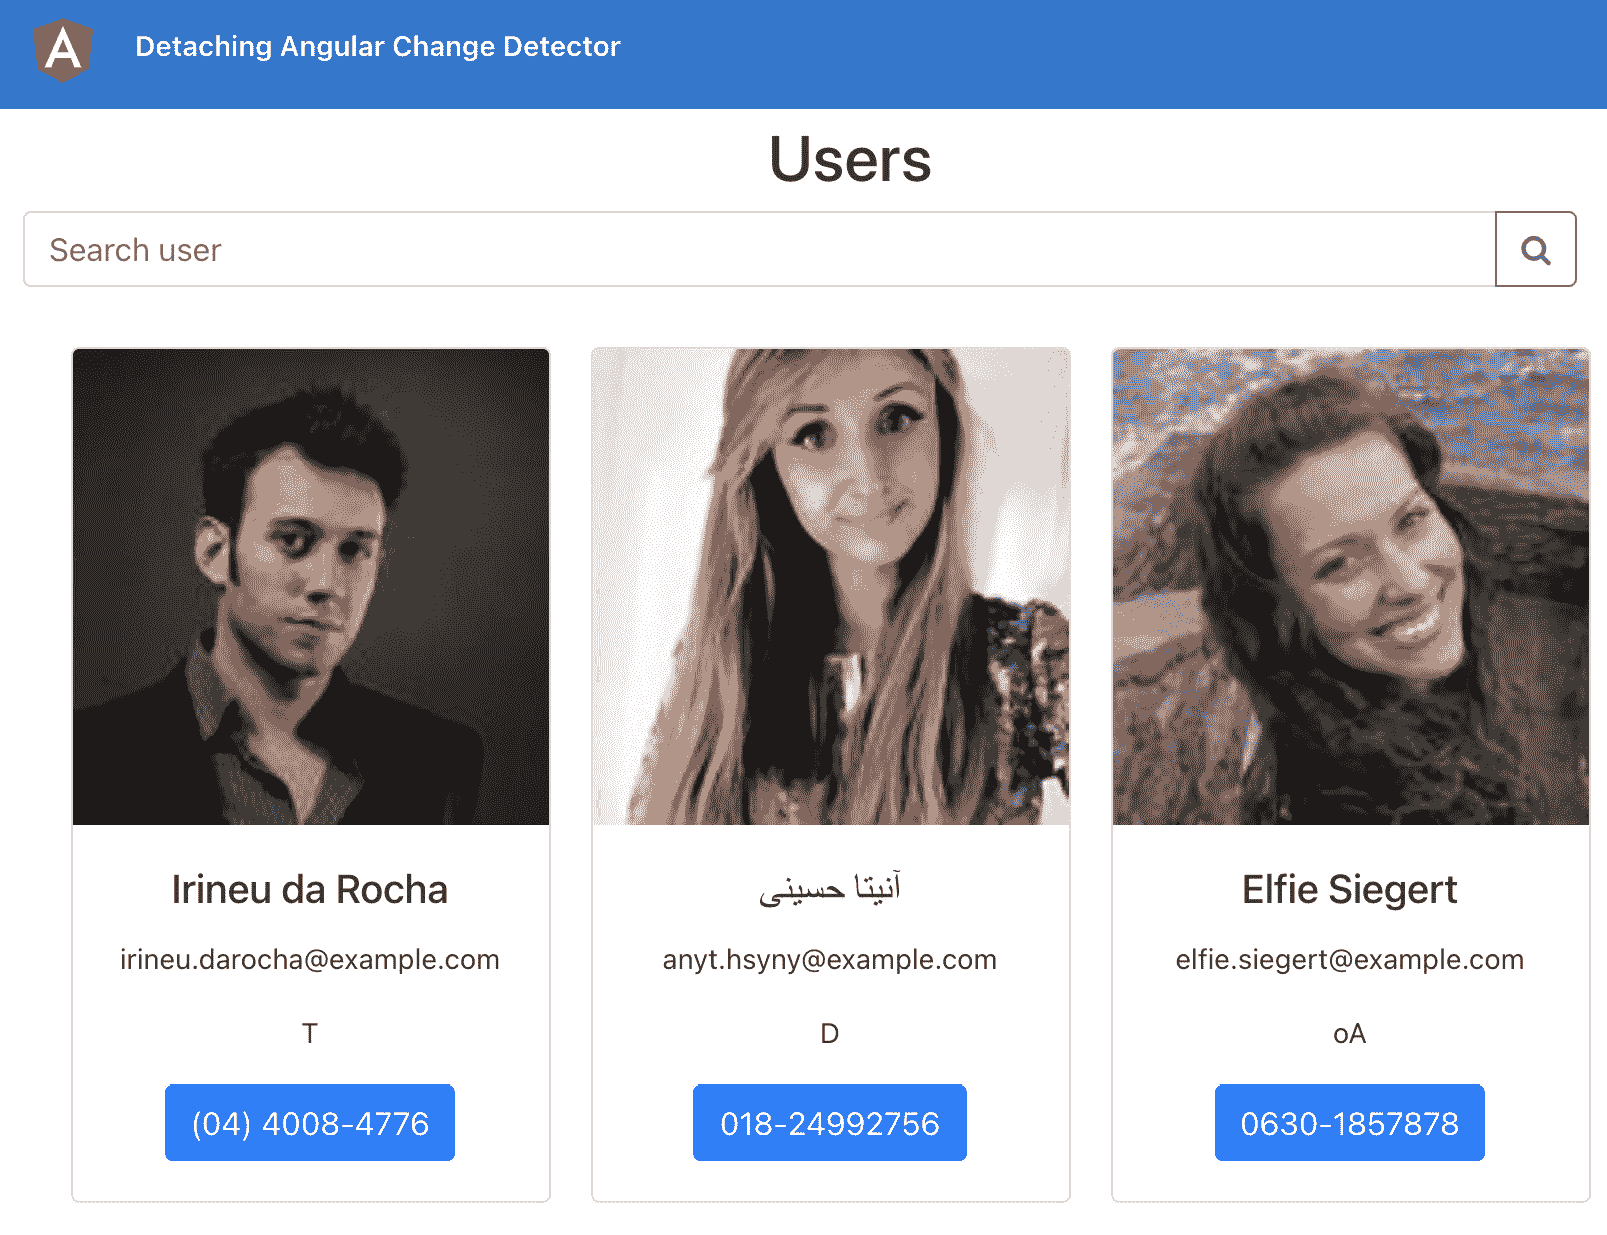 A
Detaching Angular Change Detector
Users
Search user
Irineu da Rocha
irineu.darocha@example.com
T
(04) 4008-4776
آنیتا حسینی
anyt.hsyny@example.com
D
018-24992756
Elfie Siegert
elfie.siegert@example.com
oA
0630-1857878